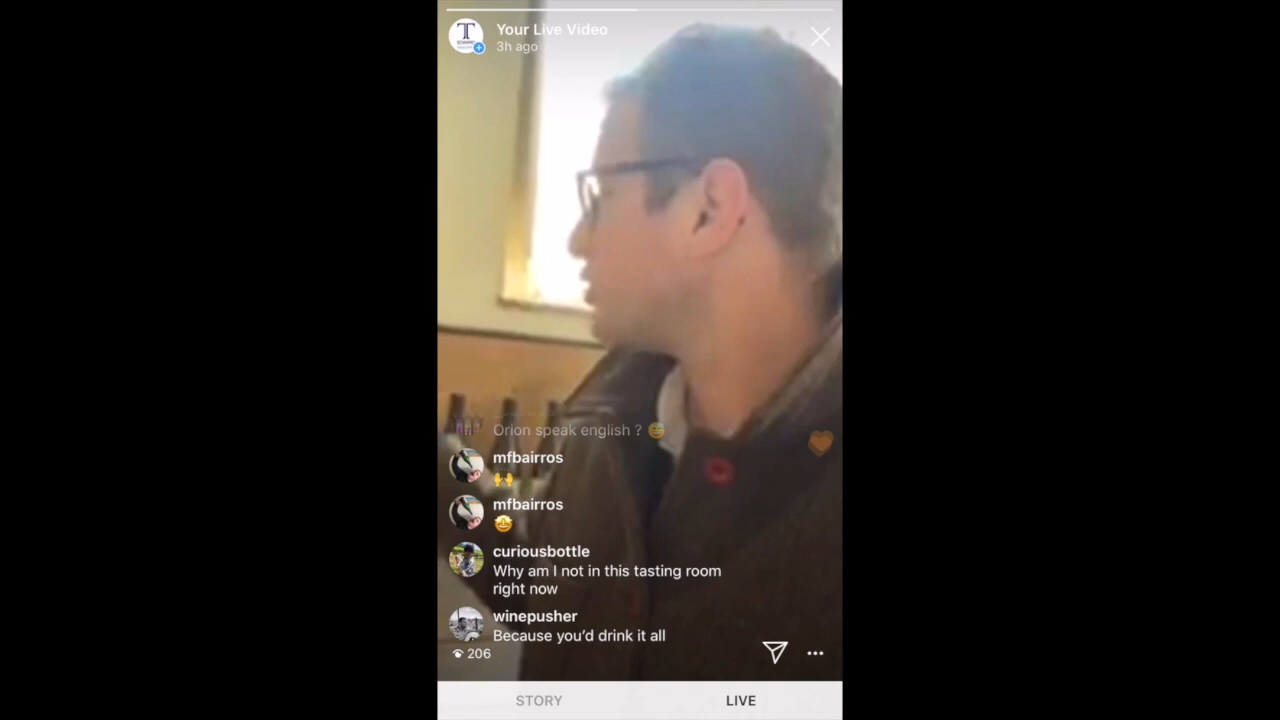 T
Your Live Video
3h ago
Orion speak english ? 😅
mfbairros
🙌
mfbairros
🤩
curiousbottle
Why am I not in this tasting room
right now
winepusher
Because you'd drink it all
206
STORY
LIVE